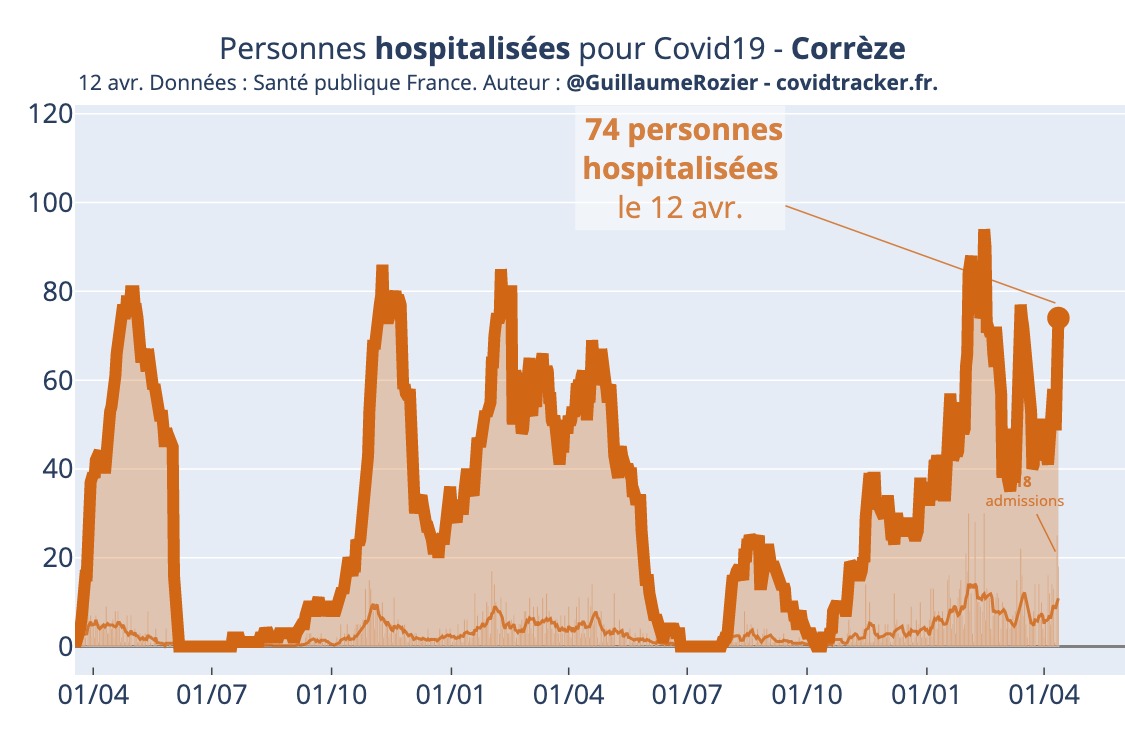 Personnes hospitalisées pour Covid19 - Corrèze
12 avr. Données : Santé publique France. Auteur : @GuillaumeRozier - covidtracker.fr.
120
74 personnes
hospitalisées
le 12 avr.
100
80
60
40
admissions
20
0
01/04 01/07 01/10 01/01 01/04 01/07 01/10 01/01 01/04